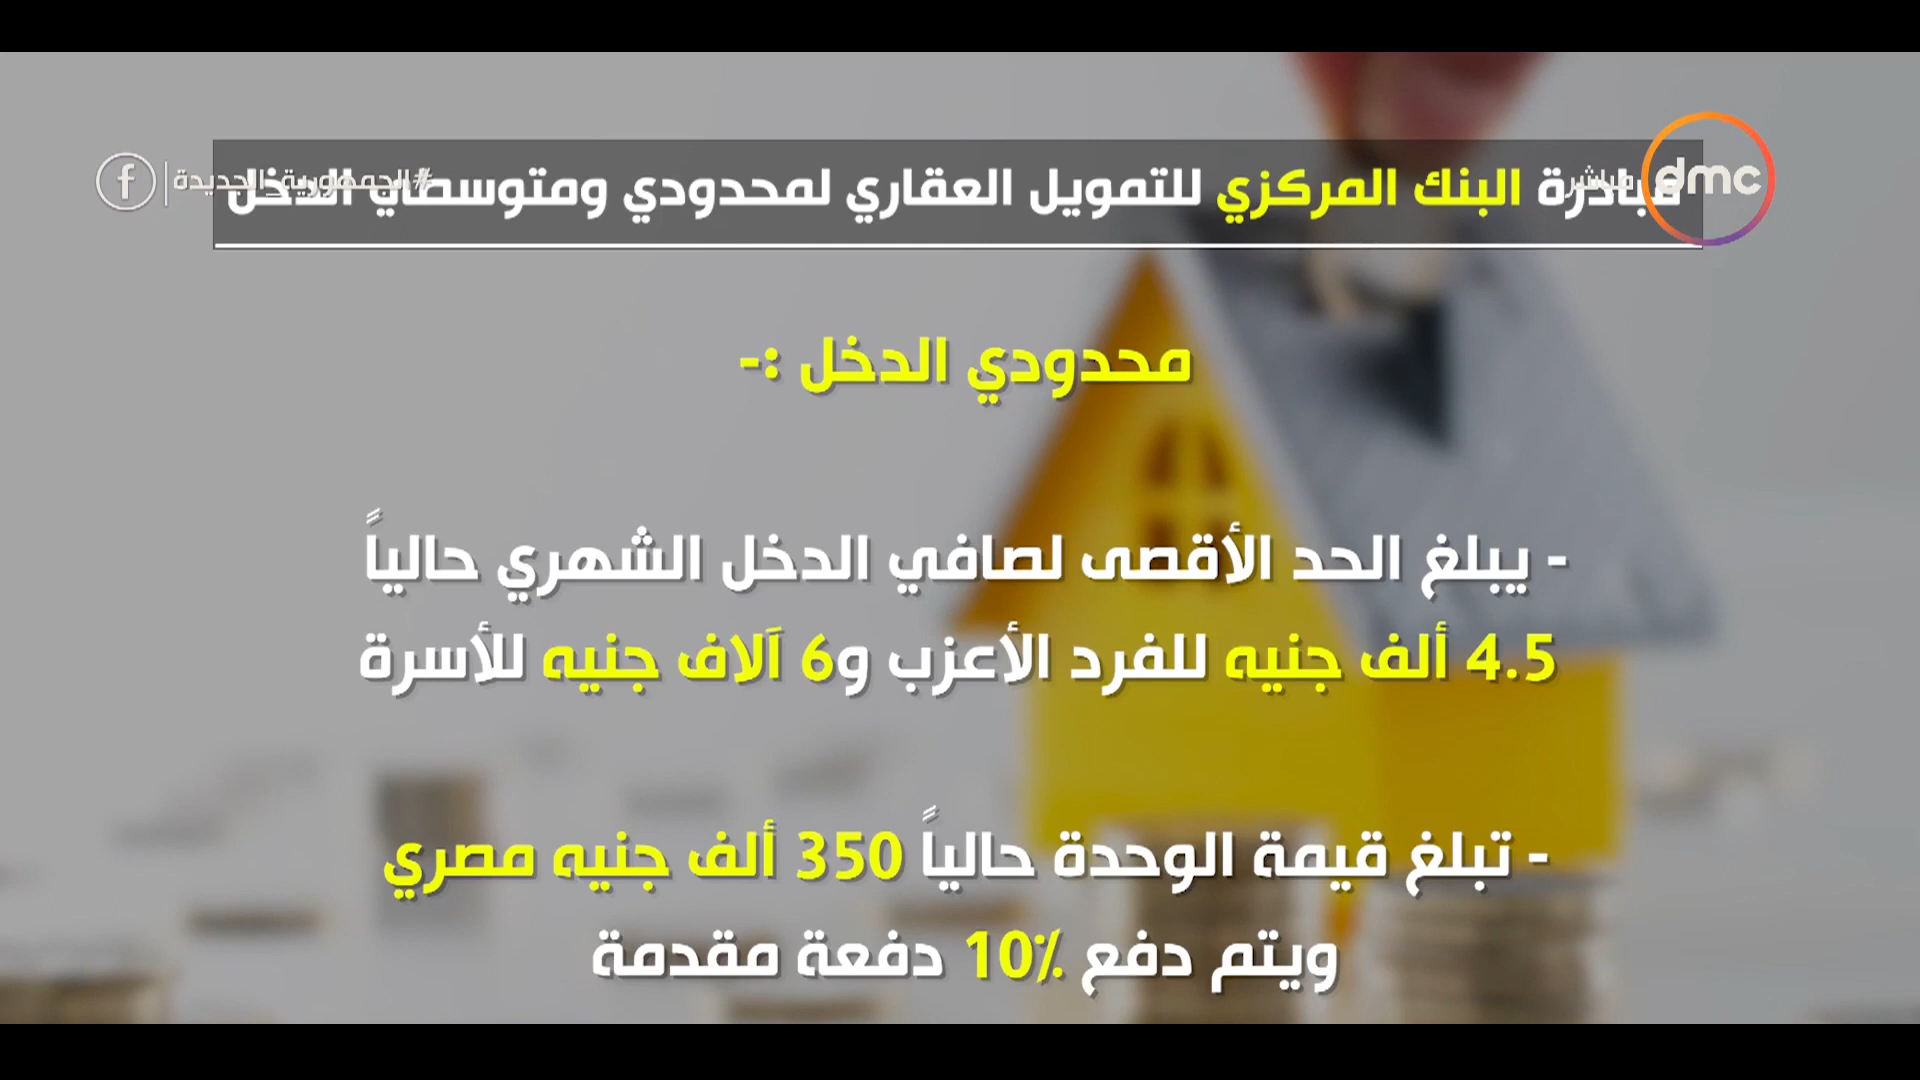 مبادرة البنك المركزي للتمويل العقاري لمحدودي ومتوسطي الدخل
dmc
مباشر
#الجمهورية_الجديدة
f
محدودي الدخل :-
- يبلغ الحد الأقصى لصافي الدخل الشهري حالياً
4.5 ألف جنيه للفرد الأعزب و6 آلاف جنيه للأسرة
- تبلغ قيمة الوحدة حالياً 350 ألف جنيه مصري
ويتم دفع 10٪ دفعة مقدمة